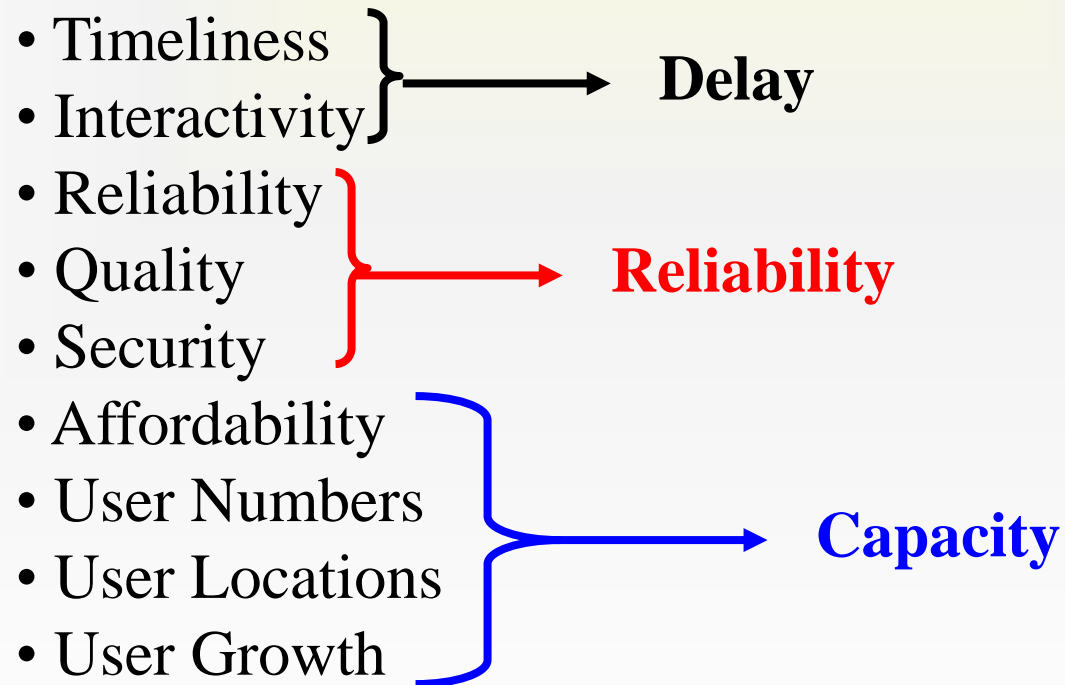 • Timeliness
• Interactivity
Delay
• Reliability
• Quality
• Security
Reliability
• Affordability
• User Numbers
• User Locations
• User Growth
Capacity